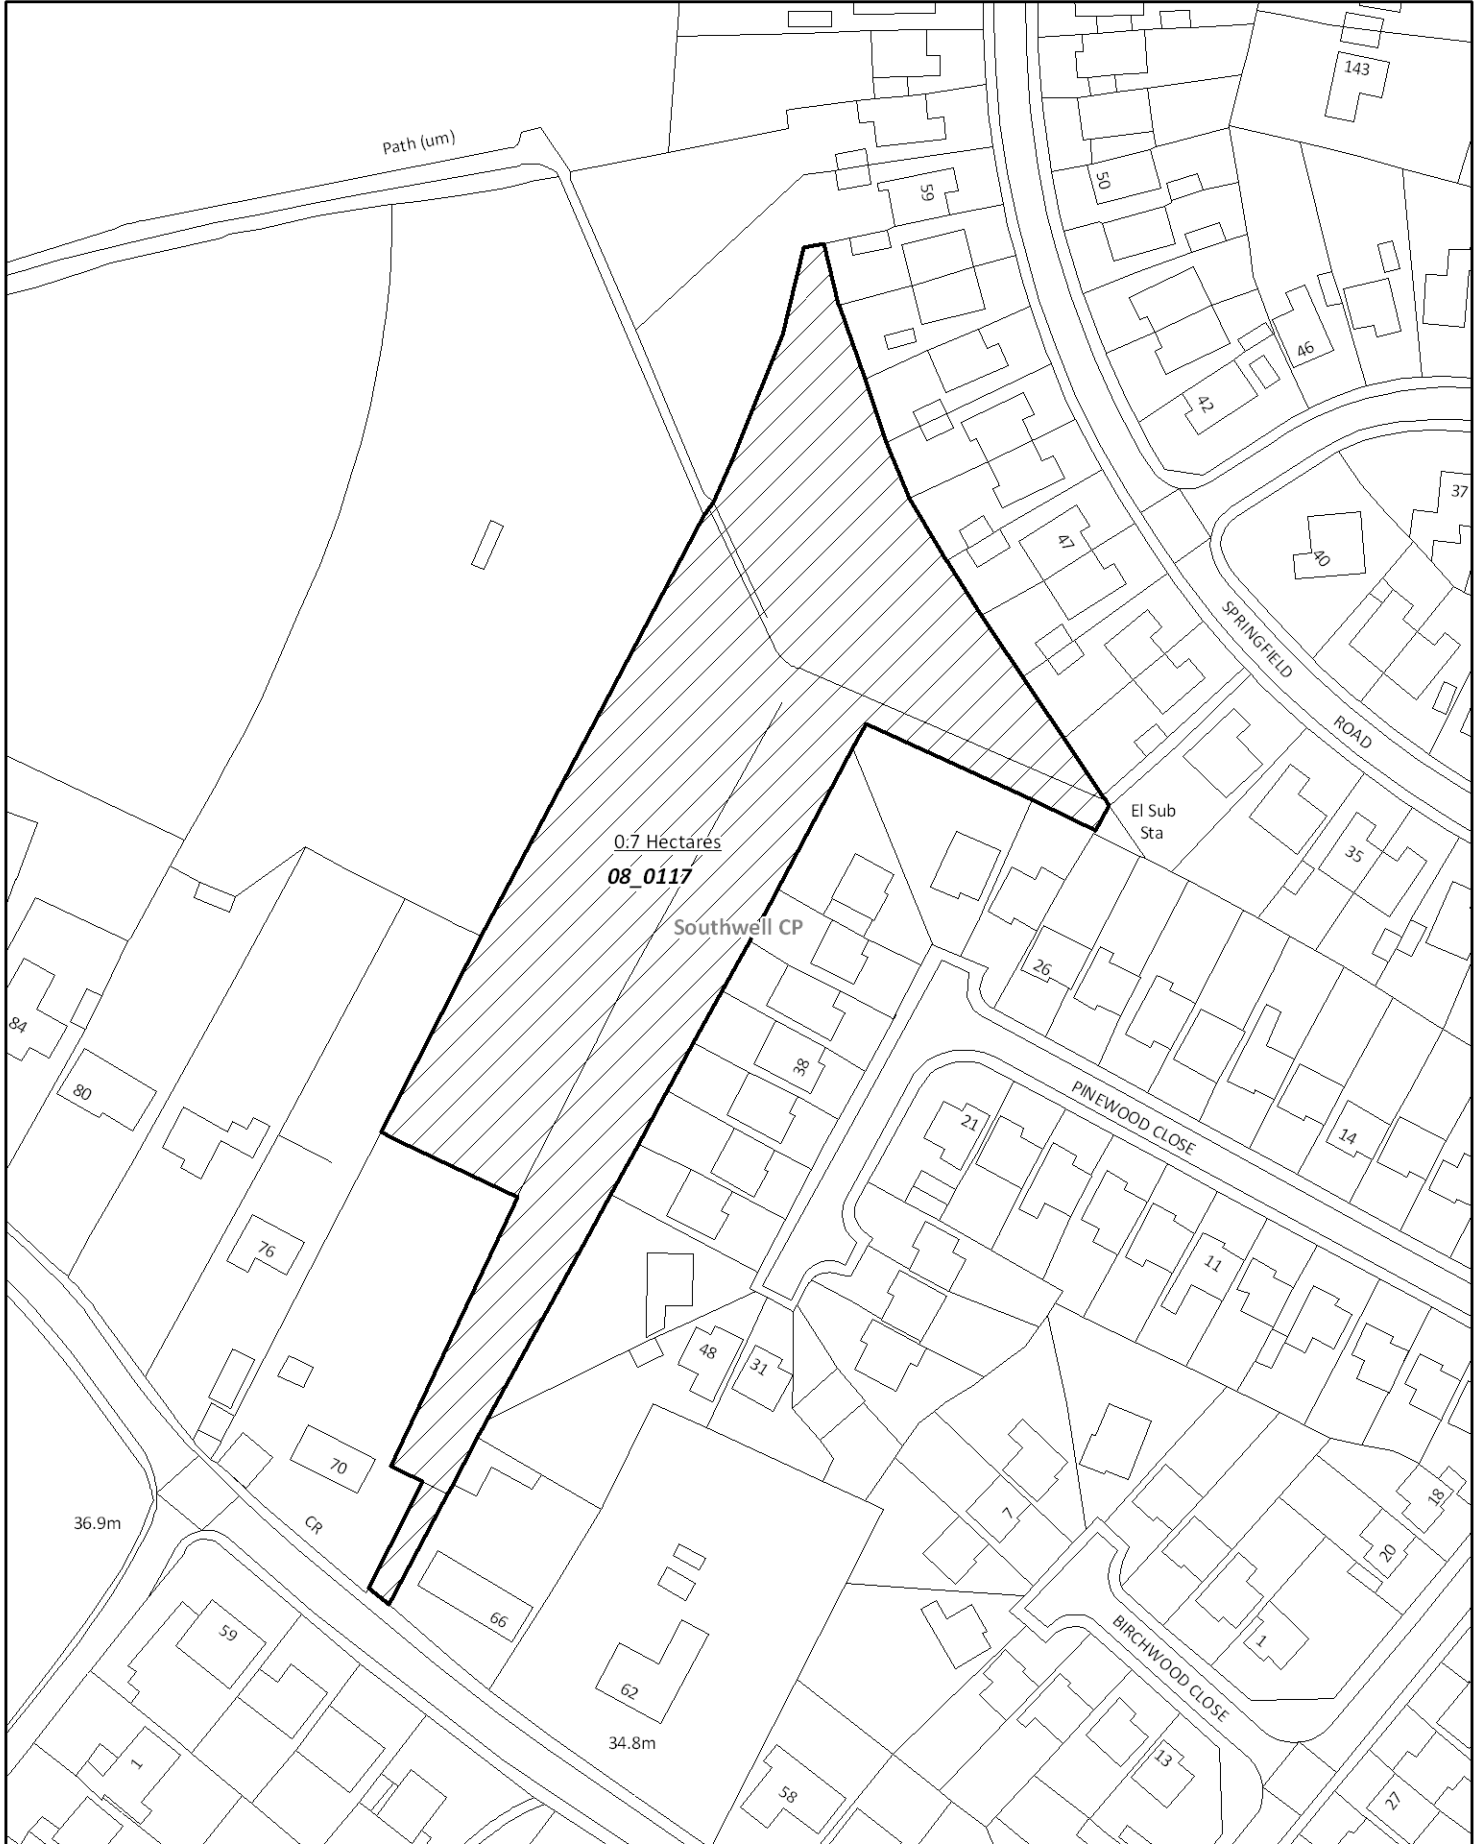 143
Path (um)
50
59
46
42
37
47
40
SPRINGFIELD
ROAD
El Sub
Sta
0.7 Hectares
08_0117
35
Southwell CP
26
84
38
80
PINEWOOD CLOSE
21
14
76
11
48
31
70
18
7
36.9m
CR
20
66
59
1
BIRCHWOOD CLOSE
62
34.8m
1
13
58
27